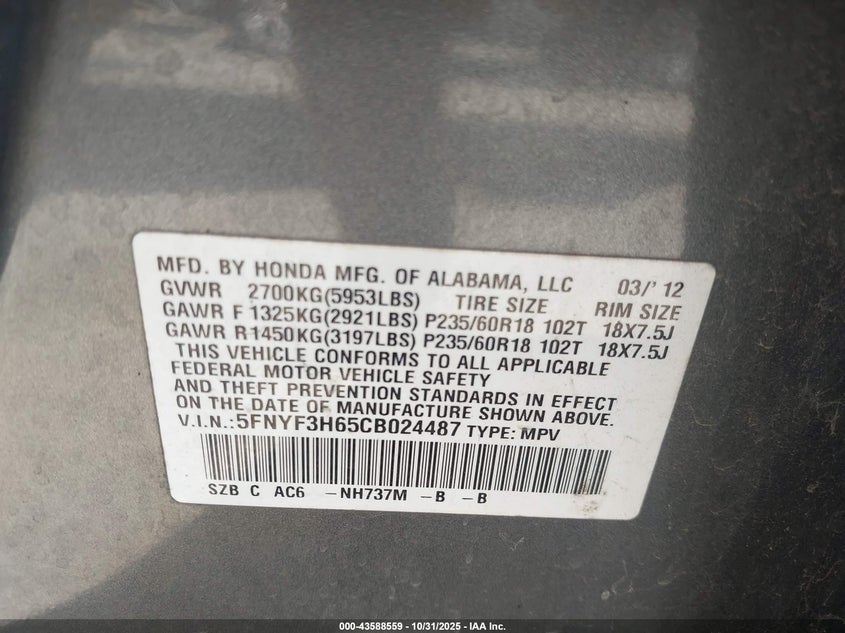 MFD. BY HONDA MFG. OF ALABAMA, LLC 03/' 12
GVWR 2700KG(5953LBS) TIRE SIZE RIM SIZE
GAWR F 1325KG(2921LBS) P235/60R18 102T 18X7.5J
GAWR R1450KG(3197LBS) P235/60R18 102T 18X7.5J
THIS VEHICLE CONFORMS TO ALL APPLICABLE
FEDERAL MOTOR VEHICLE SAFETY
AND THEFT PREVENTION STANDARDS IN EFFECT
ON THE DATE OF MANUFACTURE SHOWN ABOVE.
V.I.N.:5FNYF3H65CB024487 TYPE: MPV
SZB C AC6 -NH737M -B -B
000-43588559 - 10/31/2025 - IAA Inc.